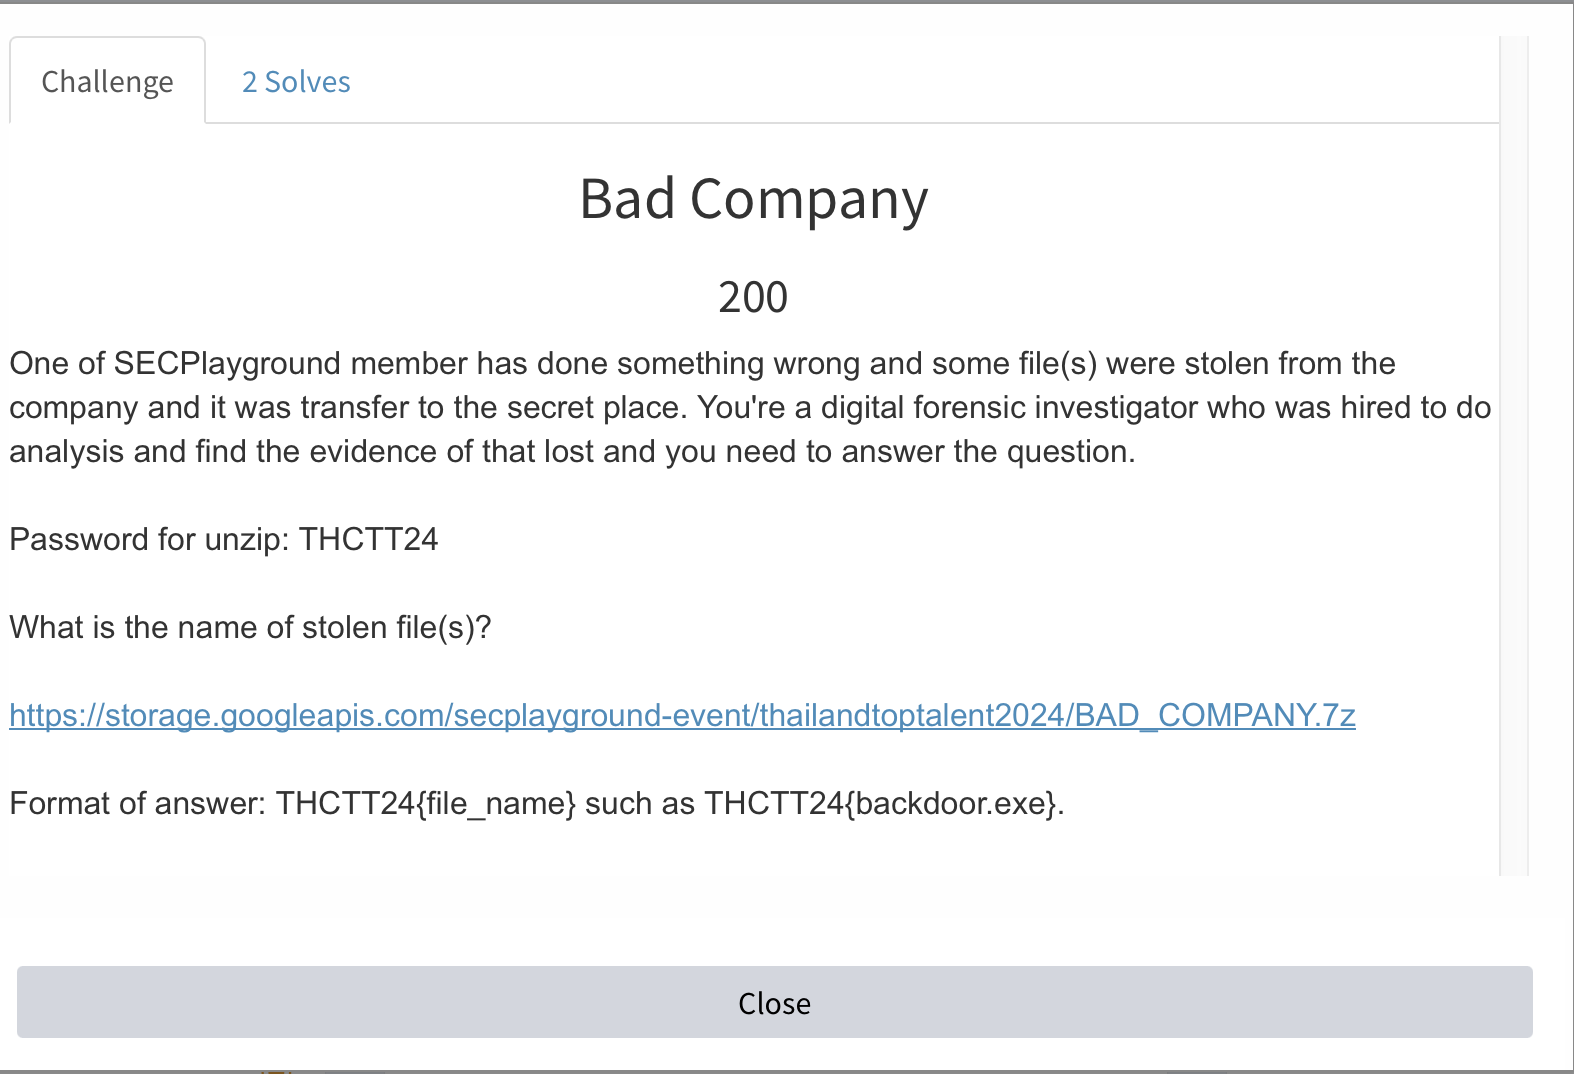 Challenge
2 Solves
Bad Company
200
One of SECPlayground member has done something wrong and some file(s) were stolen from the
company and it was transfer to the secret place. You're a digital forensic investigator who was hired to do
analysis and find the evidence of that lost and you need to answer the question.
Password for unzip: THCTT24
What is the name of stolen file(s)?
https://storage.googleapis.com/secplayground-event/thailandtoptalent2024/BAD_COMPANY.7z
Format of answer: THCTT24{file_name} such as THCTT24{backdoor.exe}.
Close